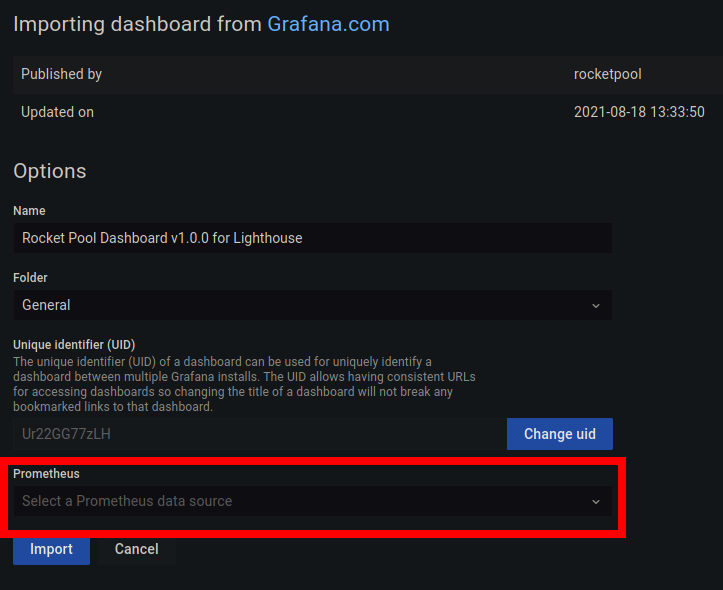 Importing dashboard from Grafana.com
Published by rocketpool
Updated on 2021-08-18 13:33:50
Options
Name
Rocket Pool Dashboard v1.0.0 for Lighthouse
Folder
General
Unique identifier (UID)
The unique identifier (UID) of a dashboard can be used for uniquely identify a
dashboard between multiple Grafana installs. The UID allows having consistent URLs
for accessing dashboards so changing the title of a dashboard will not break any
bookmarked links to that dashboard.
Ur22GG77zLH Change uid
Prometheus
Select a Prometheus data source
Import Cancel